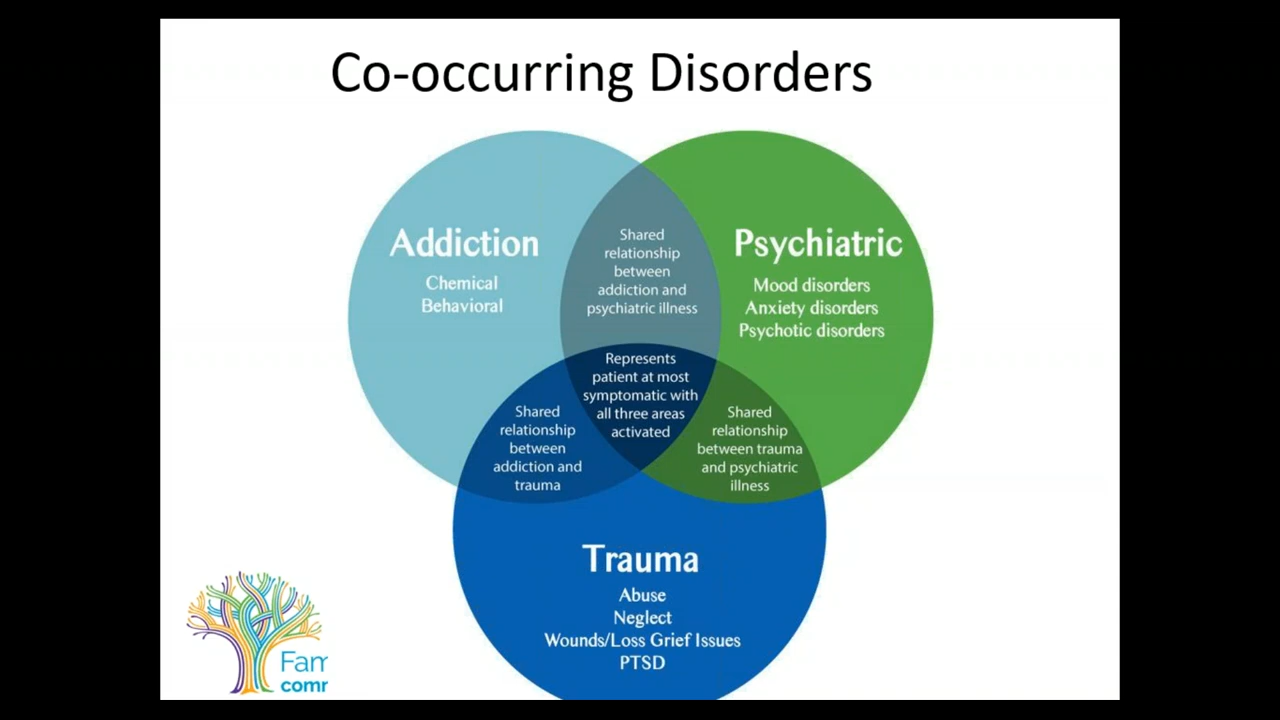 Co-occurring Disorders
Addiction
Chemical
Behavioral
Shared
relationship
between
addiction and
psychiatric illness
Psychiatric
Mood disorders
Anxiety disorders
Psychotic disorders
Represents
patient at most
symptomatic with
all three areas
activated
Shared
relationship
between
addiction and
trauma
Shared
relationship
between trauma
and psychiatric
illness
Trauma
Abuse
Neglect
Wounds/Loss Grief Issues
PTSD